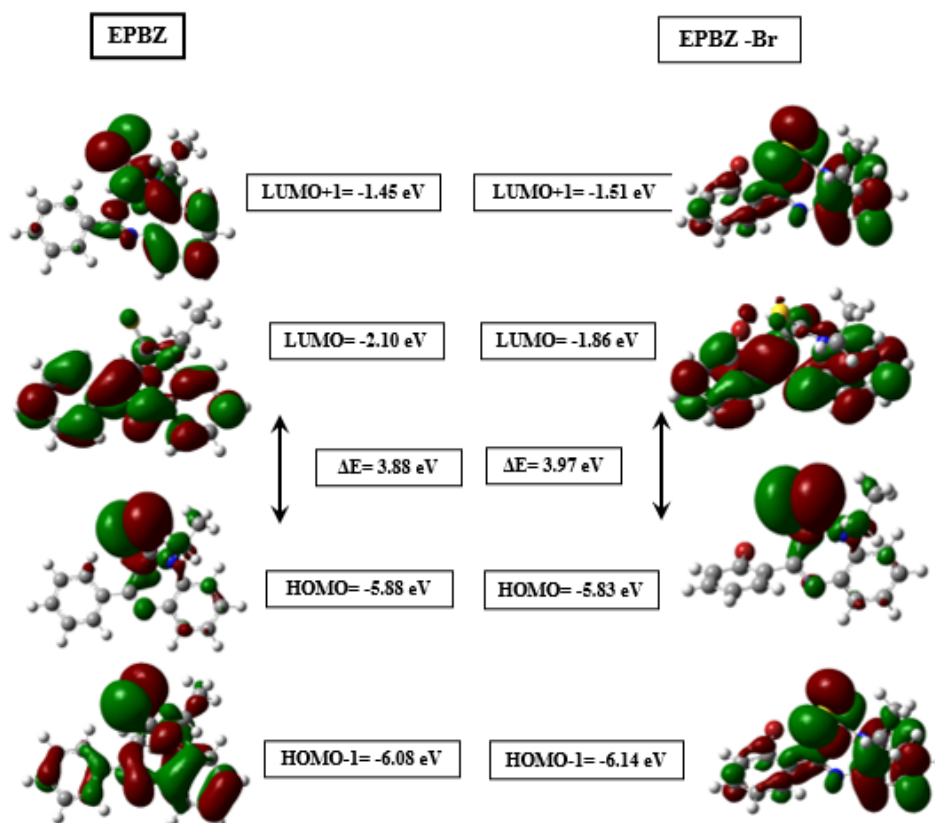 EPBZ
EPBZ -Br
LUMO+1= -1.45 eV
LUMO+1= -1.51 eV
LUMO= -2.10 eV
LUMO= -1.86 eV
ΔE= 3.88 eV
ΔE= 3.97 eV
HOMO= -5.88 eV
HOMO= -5.83 eV
HOMO-1= -6.08 eV
HOMO-1= -6.14 eV